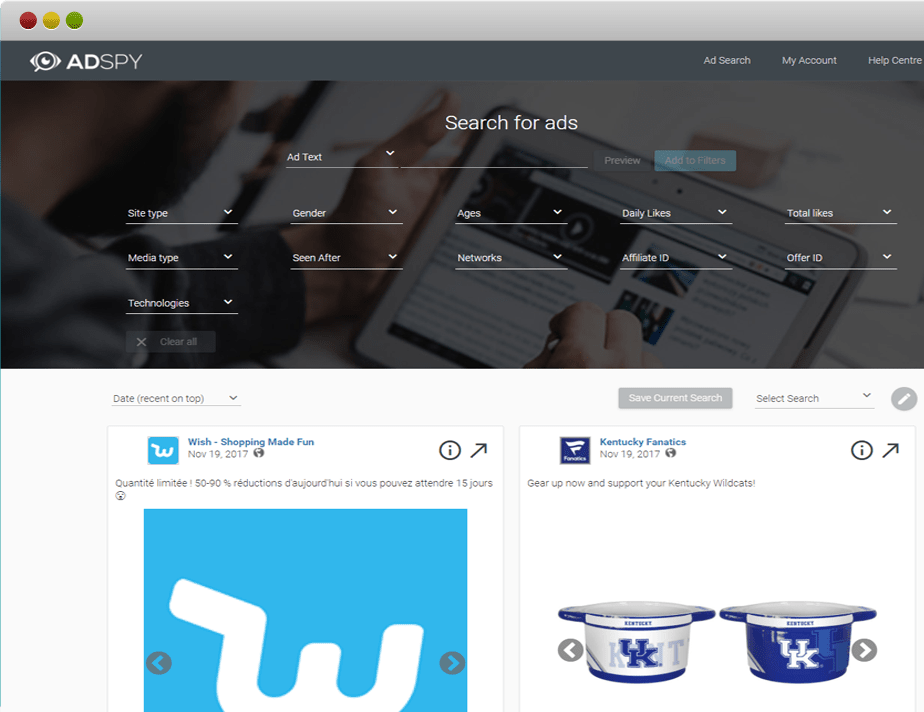 ADSPY
Ad Search My Account Help Centre
Search for ads
Ad Text Preview Add to Filters
Site type Gender Ages Daily Likes Total likes
Media type Seen After Networks Affiliate ID Offer ID
Technologies
Clear all
Date (recent on top) Save Current Search Select Search
Wish - Shopping Made Fun
Nov 19, 2017
Quantité limitée ! 50-90 % réductions d'aujourd'hui si vous pouvez attendre 15 jours
Fanatics
Kentucky Fanatics
Nov 19, 2017
Gear up now and support your Kentucky Wildcats!
KENTUCKY KENTUCKY
UK UK